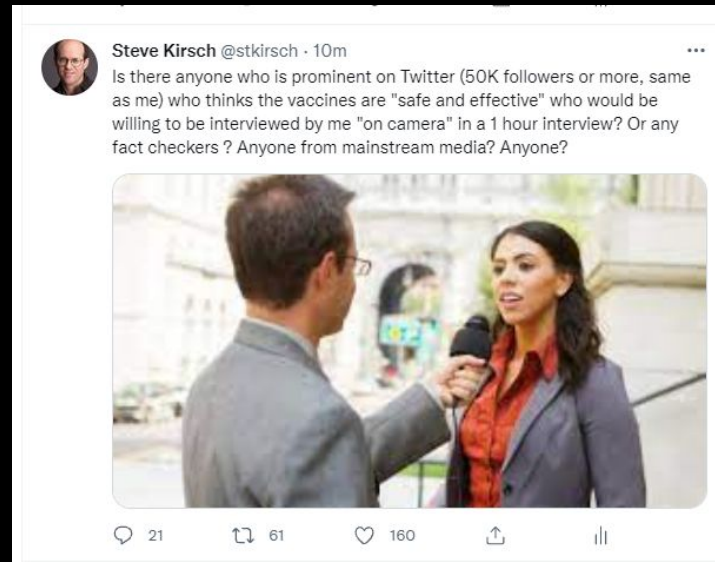 Steve Kirsch @stkirsch · 10m
Is there anyone who is prominent on Twitter (50K followers or more, same
as me) who thinks the vaccines are "safe and effective" who would be
willing to be interviewed by me "on camera" in a 1 hour interview? Or any
fact checkers ? Anyone from mainstream media? Anyone?
21 61 160